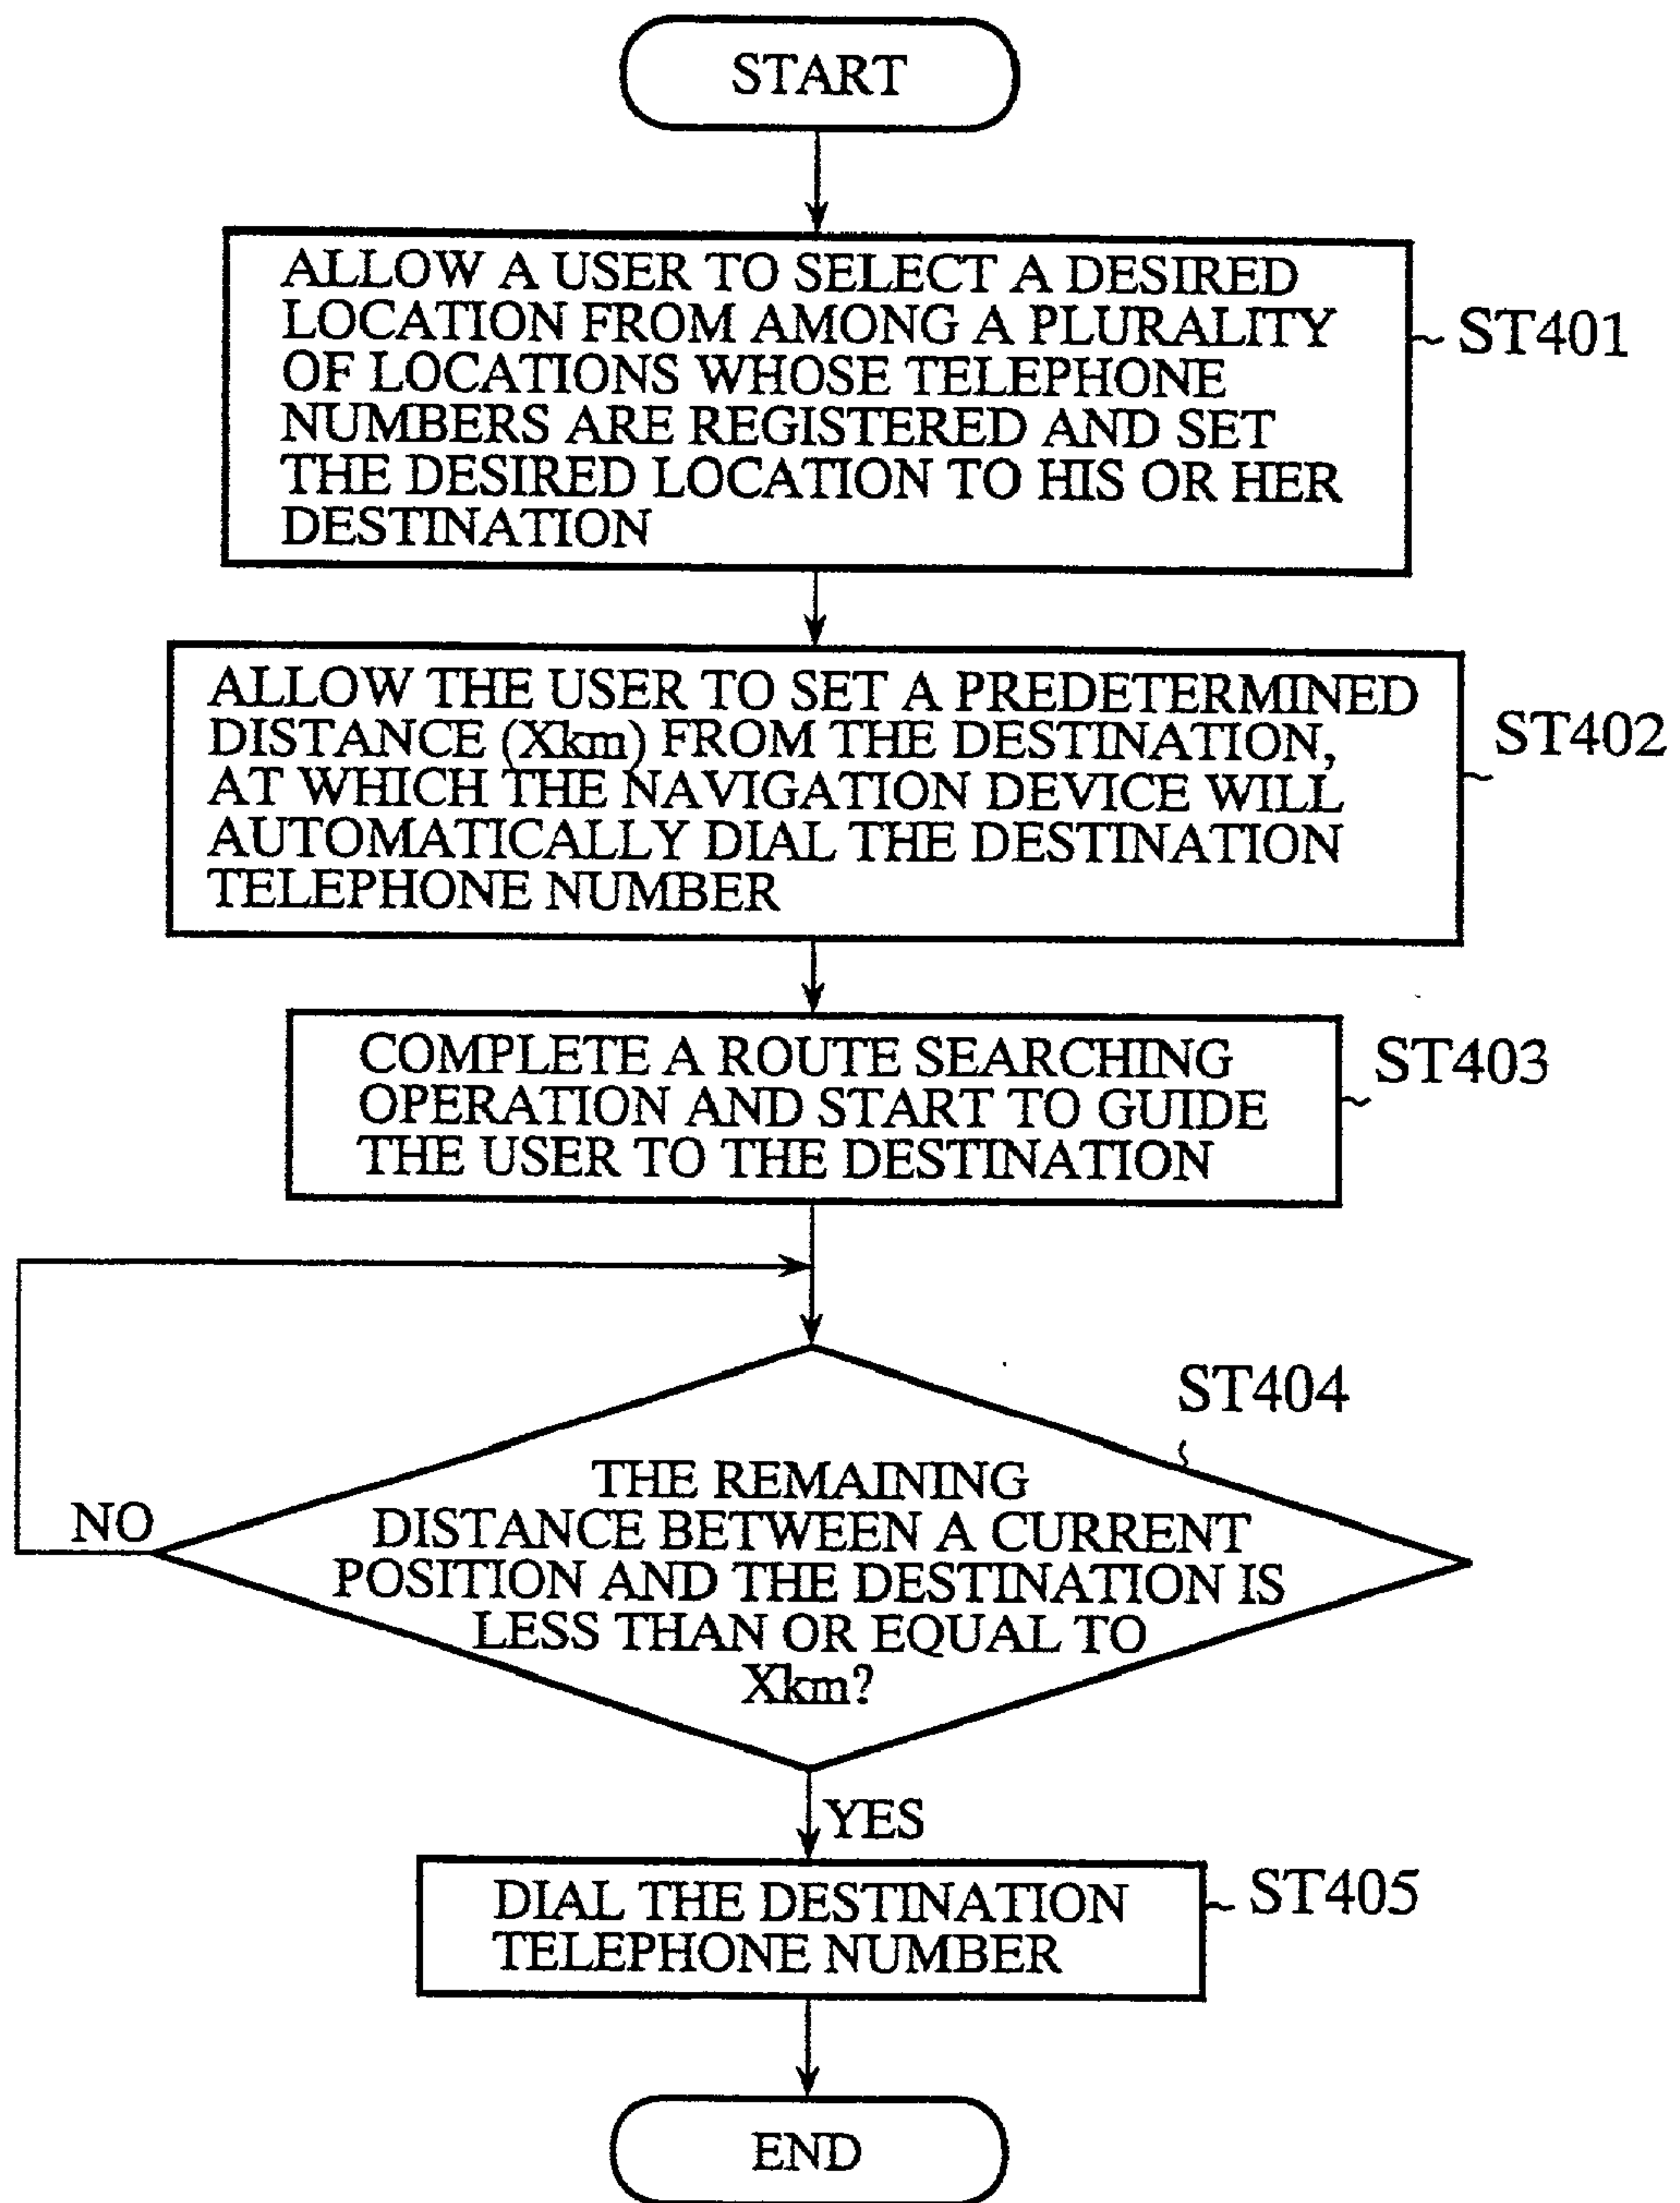 START
ALLOW A USER TO SELECT A DESIRED
LOCATION FROM AMONG A PLURALITY
OF LOCATIONS WHOSE TELEPHONE
NUMBERS ARE REGISTERED AND SET
THE DESIRED LOCATION TO HIS OR HER
DESTINATION
ST401
ALLOW THE USER TO SET A PREDETERMINED
DISTANCE (Xkm) FROM THE DESTINATION,
AT WHICH THE NAVIGATION DEVICE WILL
AUTOMATICALLY DIAL THE DESTINATION
TELEPHONE NUMBER
ST402
COMPLETE A ROUTE SEARCHING
OPERATION AND START TO GUIDE
THE USER TO THE DESTINATION
ST403
ST404
THE REMAINING
DISTANCE BETWEEN A CURRENT
POSITION AND THE DESTINATION IS
LESS THAN OR EQUAL TO
Xkm?
NO
YES
DIAL THE DESTINATION
TELEPHONE NUMBER
ST405
END